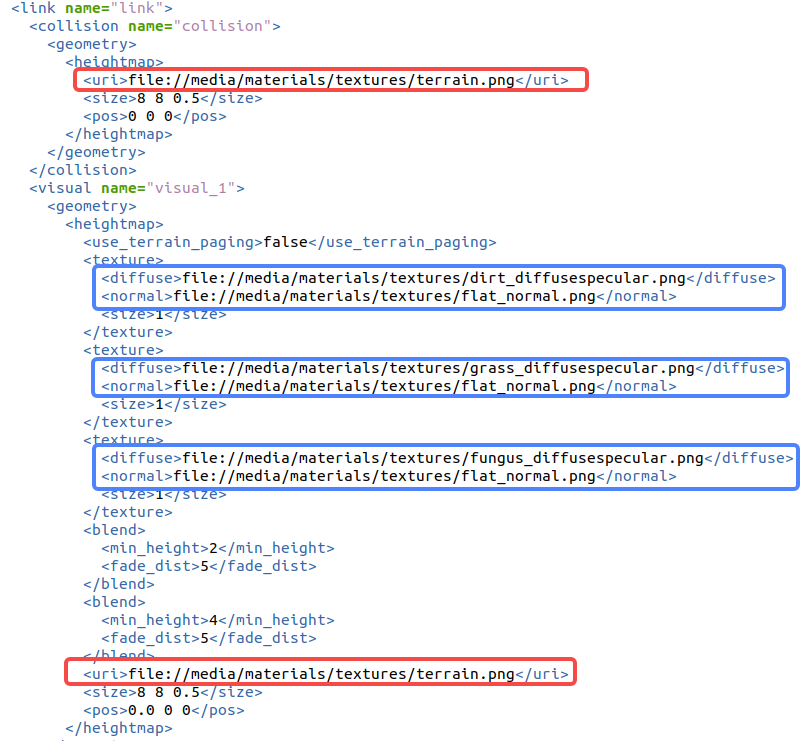 <link name="link">
<collision name="collision">
<geometry>
<heightmap>
<uri>file://media/materials/textures/terrain.png</uri>
<size>8 8 0.5</size>
<pos>0 0 0</pos>
</heightmap>
</geometry>
</collision>
<visual name="visual_1">
<geometry>
<heightmap>
<use_terrain_paging>false</use_terrain_paging>
<texture>
<diffuse>file://media/materials/textures/dirt_diffusespecular.png</diffuse>
<normal>file://media/materials/textures/flat_normal.png</normal>
<size>1</size>
</texture>
<texture>
<diffuse>file://media/materials/textures/grass_diffusespecular.png</diffuse>
<normal>file://media/materials/textures/flat_normal.png</normal>
<size>1</size>
</texture>
<texture>
<diffuse>file://media/materials/textures/fungus_diffusespecular.png</diffuse>
<normal>file://media/materials/textures/flat_normal.png</normal>
<size>1</size>
</texture>
<blend>
<min_height>2</min_height>
<fade_dist>5</fade_dist>
</blend>
<blend>
<min_height>4</min_height>
<fade_dist>5</fade_dist>
</blend>
<uri>file://media/materials/textures/terrain.png</uri>
<size>8 8 0.5</size>
<pos>0.0 0 0</pos>
</heightmap>